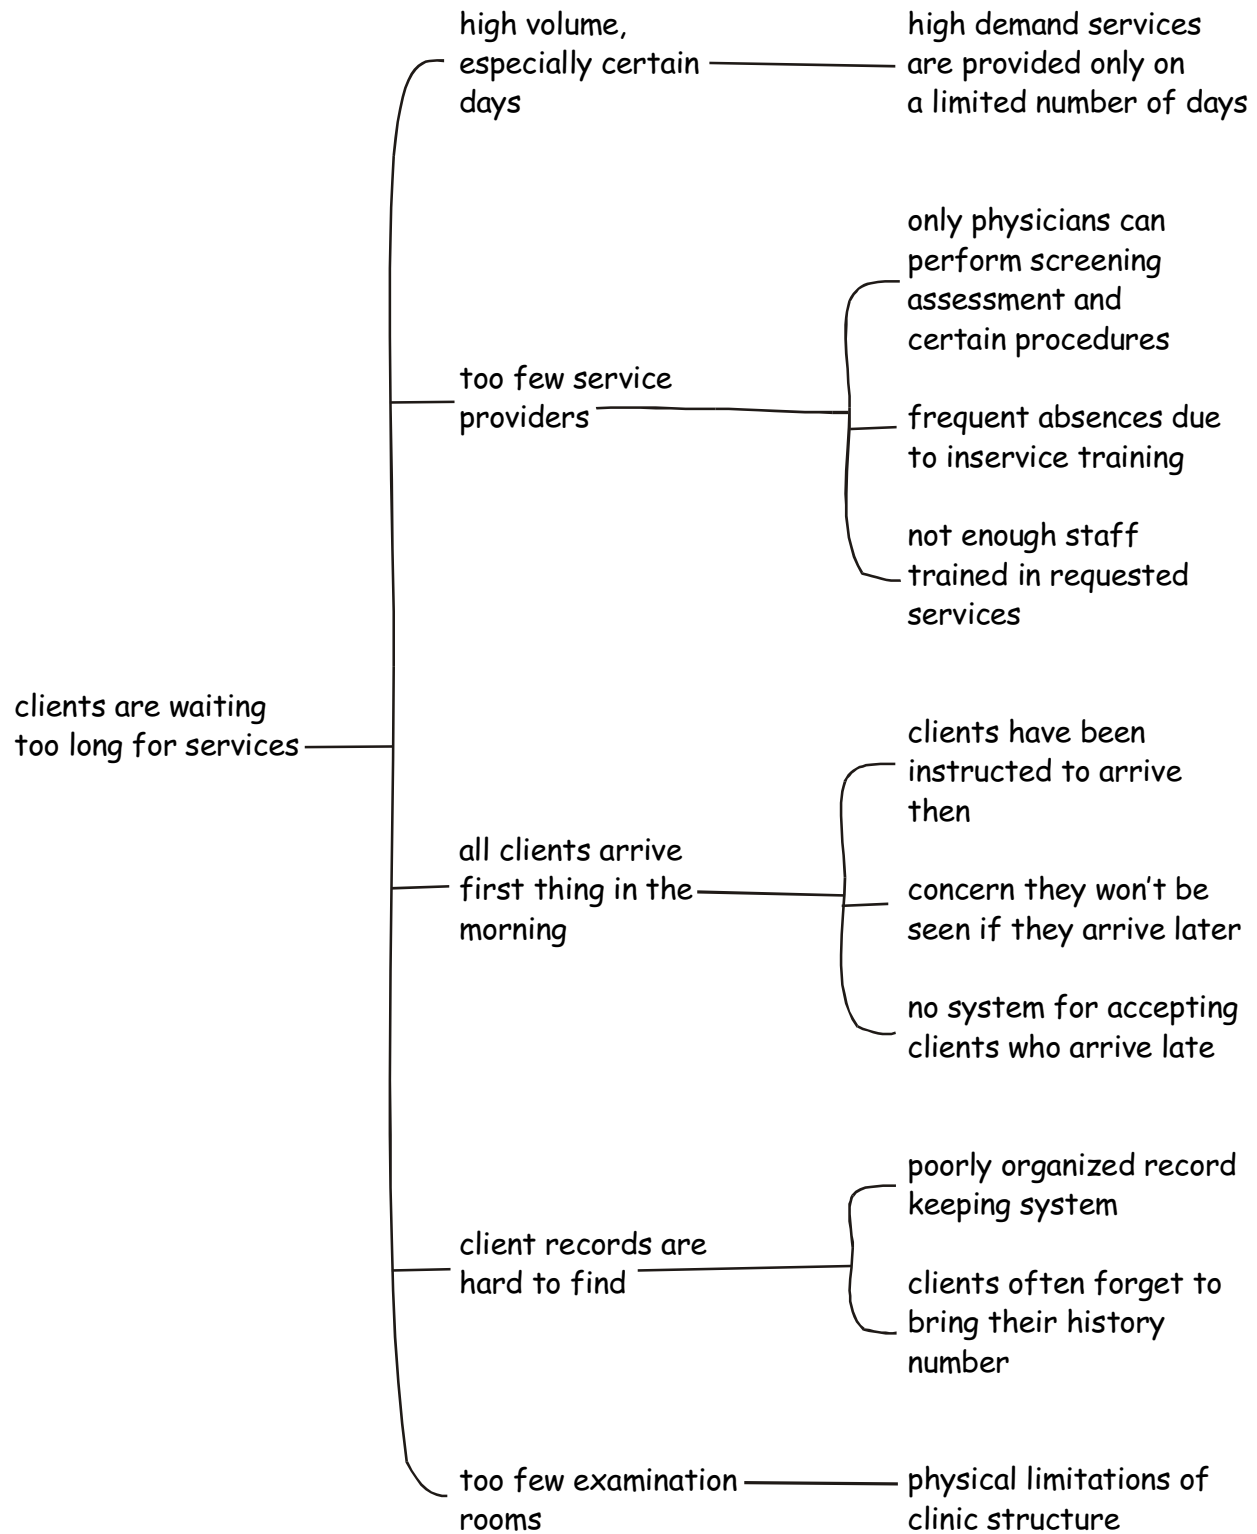 high volume,
especially certain
days
high demand services
are provided only on
a limited number of days
only physicians can
perform screening
assessment and
certain procedures
too few service
providers
frequent absences due
to inservice training
not enough staff
trained in requested
services
clients are waiting
too long for services
clients have been
instructed to arrive
then
all clients arrive
first thing in the
morning
concern they won't be
seen if they arrive later
no system for accepting
clients who arrive late
poorly organized record
keeping system
client records are
hard to find
clients often forget to
bring their history
number
too few examination
rooms
physical limitations of
clinic structure